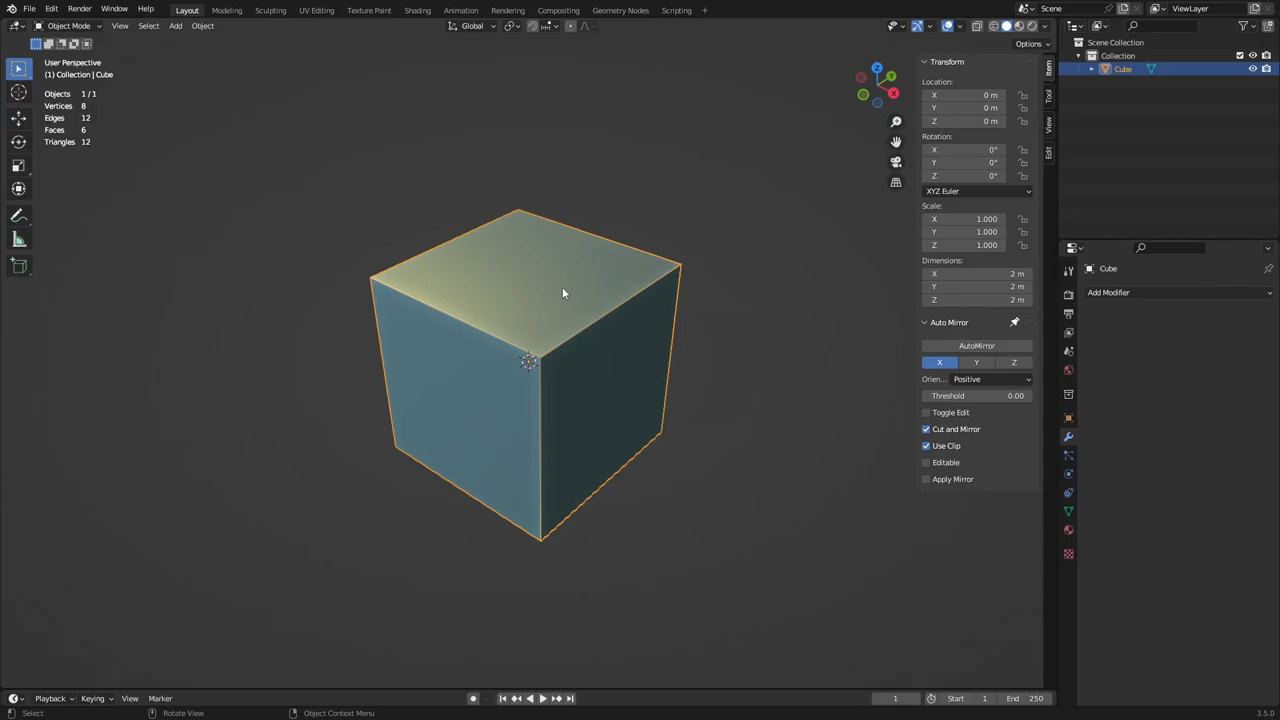 File Edit Render Window Help Layout Modeling Sculpting UV Editing Texture Paint Shading Animation Rendering Compositing Geometry Nodes Scripting Scene ViewLayer
Object Mode View Select Add Object Global
Options
User Perspective
(1) Collection | Cube
Objects 1/1
Vertices 8
Edges 12
Faces 6
Triangles 12
Z
Y
X
Transform
Location:
X 0 m
Y 0 m
Z 0 m
Rotation:
X 0°
Y 0°
Z 0°
XYZ Euler
Scale:
X 1.000
Y 1.000
Z 1.000
Dimensions:
X 2 m
Y 2 m
Z 2 m
Auto Mirror
AutoMirror
X Y Z
Orien... Positive
Threshold 0.00
Toggle Edit
Cut and Mirror
Use Clip
Editable
Apply Mirror
Item
Tool
View
Edit
Scene Collection
Collection
Cube
Cube
Add Modifier
Playback Keying View Marker 1 Start 1 End 250
Select Rotate View Object Context Menu 3.5.0